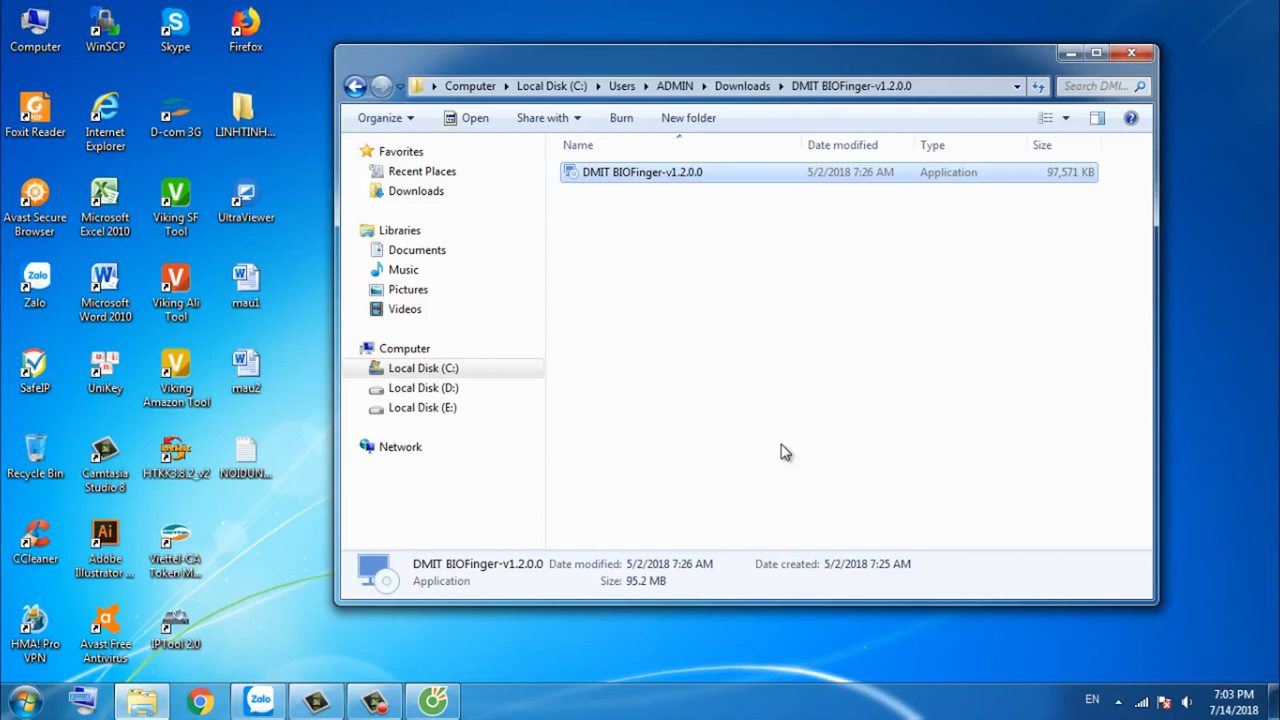 Computer
WinSCP
Skype
Firefox
Foxit Reader
Internet
Explorer
D-com 3G
LINHTINH...
Avast Secure
Browser
Microsoft
Excel 2010
Viking SF
Tool
UltraViewer
Zalo
Zalo
Microsoft
Word 2010
Viking Ali
Tool
mau1
SafeIP
UniKey
Viking
Amazon Tool
mau2
Recycle Bin
Camtasia
Studio 8
HTKK3.8.2_v2
NOIDUN...
CCleaner
Ai
Adobe
Illustrator ...
Viettel-CA
Token M...
HMA! Pro
VPN
Avast Free
Antivirus
IPTool 2.0
Computer
Local Disk (C:)
Users
ADMIN
Downloads
DMIT BIOFinger-v1.2.0.0
Search DMI...
Organize
Open
Share with
Burn
New folder
Favorites
Recent Places
Downloads
Libraries
Documents
Music
Pictures
Videos
Computer
Local Disk (C:)
Local Disk (D:)
Local Disk (E:)
Network
Name Date modified Type Size
DMIT BIOFinger-v1.2.0.0 5/2/2018 7:26 AM Application 97,571 KB
DMIT BIOFinger-v1.2.0.0 Date modified: 5/2/2018 7:26 AM Date created: 5/2/2018 7:25 AM
Application Size: 95.2 MB
Zalo
EN
7:03 PM
7/14/2018